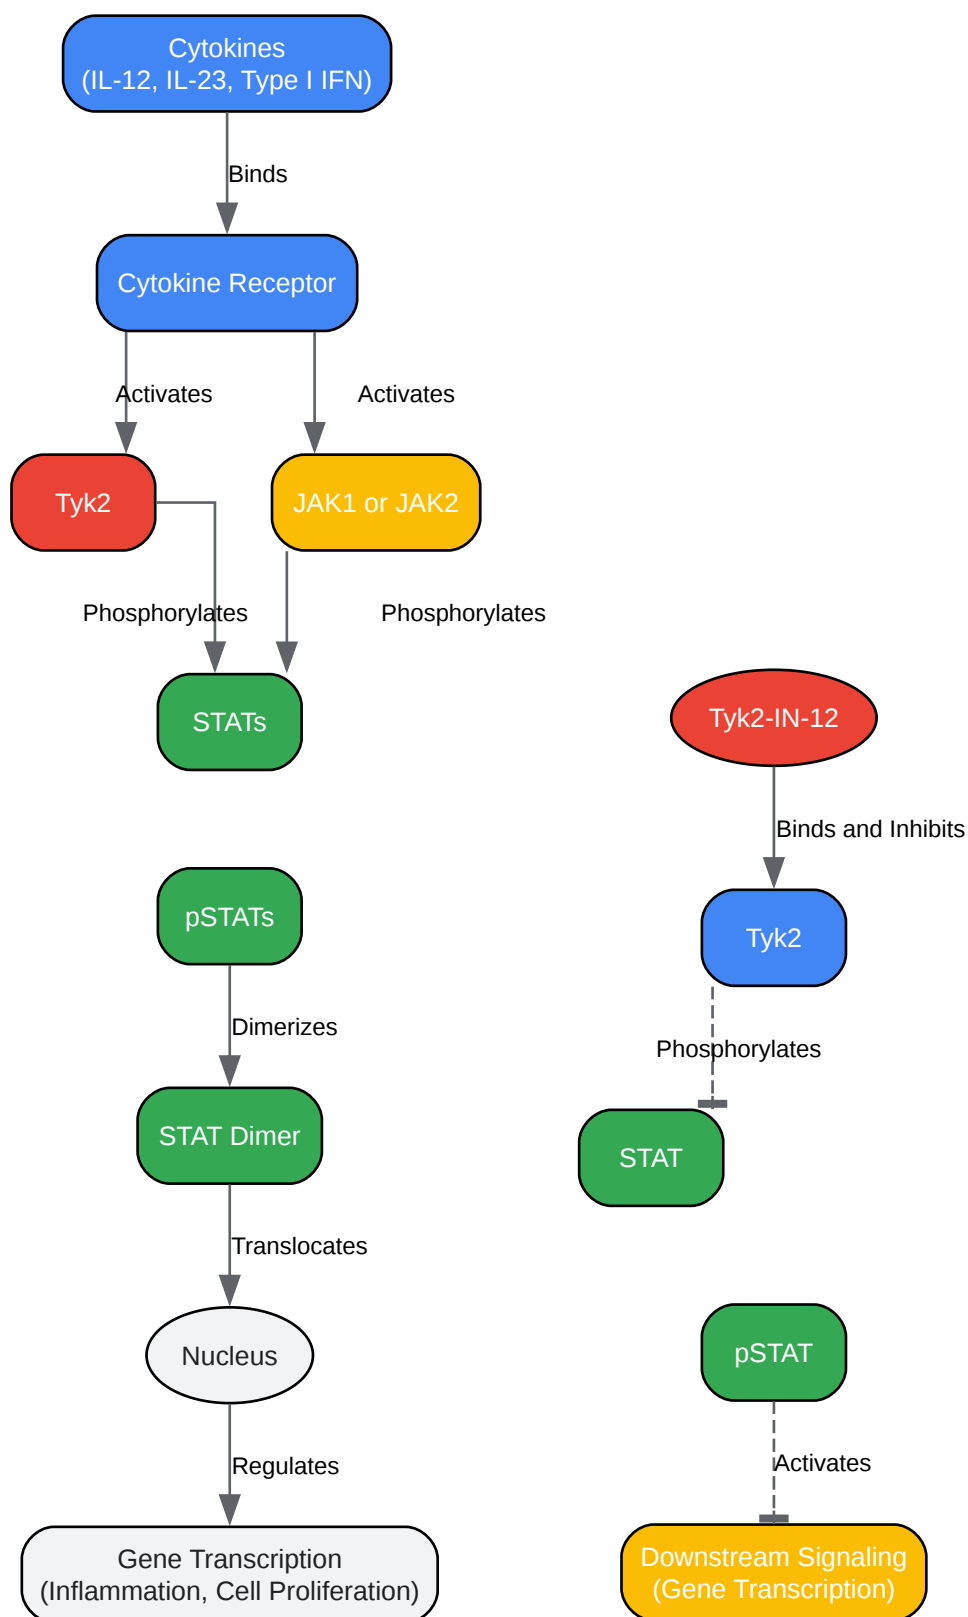 Cytokines
(IL-12, IL-23, Type I IFN)
Binds
Cytokine Receptor
Activates
Activates
Tyk2
JAK1 or JAK2
Phosphorylates
Phosphorylates
STATs
pSTATs
Dimerizes
STAT Dimer
Translocates
Nucleus
Regulates
Gene Transcription
(Inflammation, Cell Proliferation)
Tyk2-IN-12
Binds and Inhibits
Tyk2
Phosphorylates
STAT
pSTAT
Activates
Downstream Signaling
(Gene Transcription)